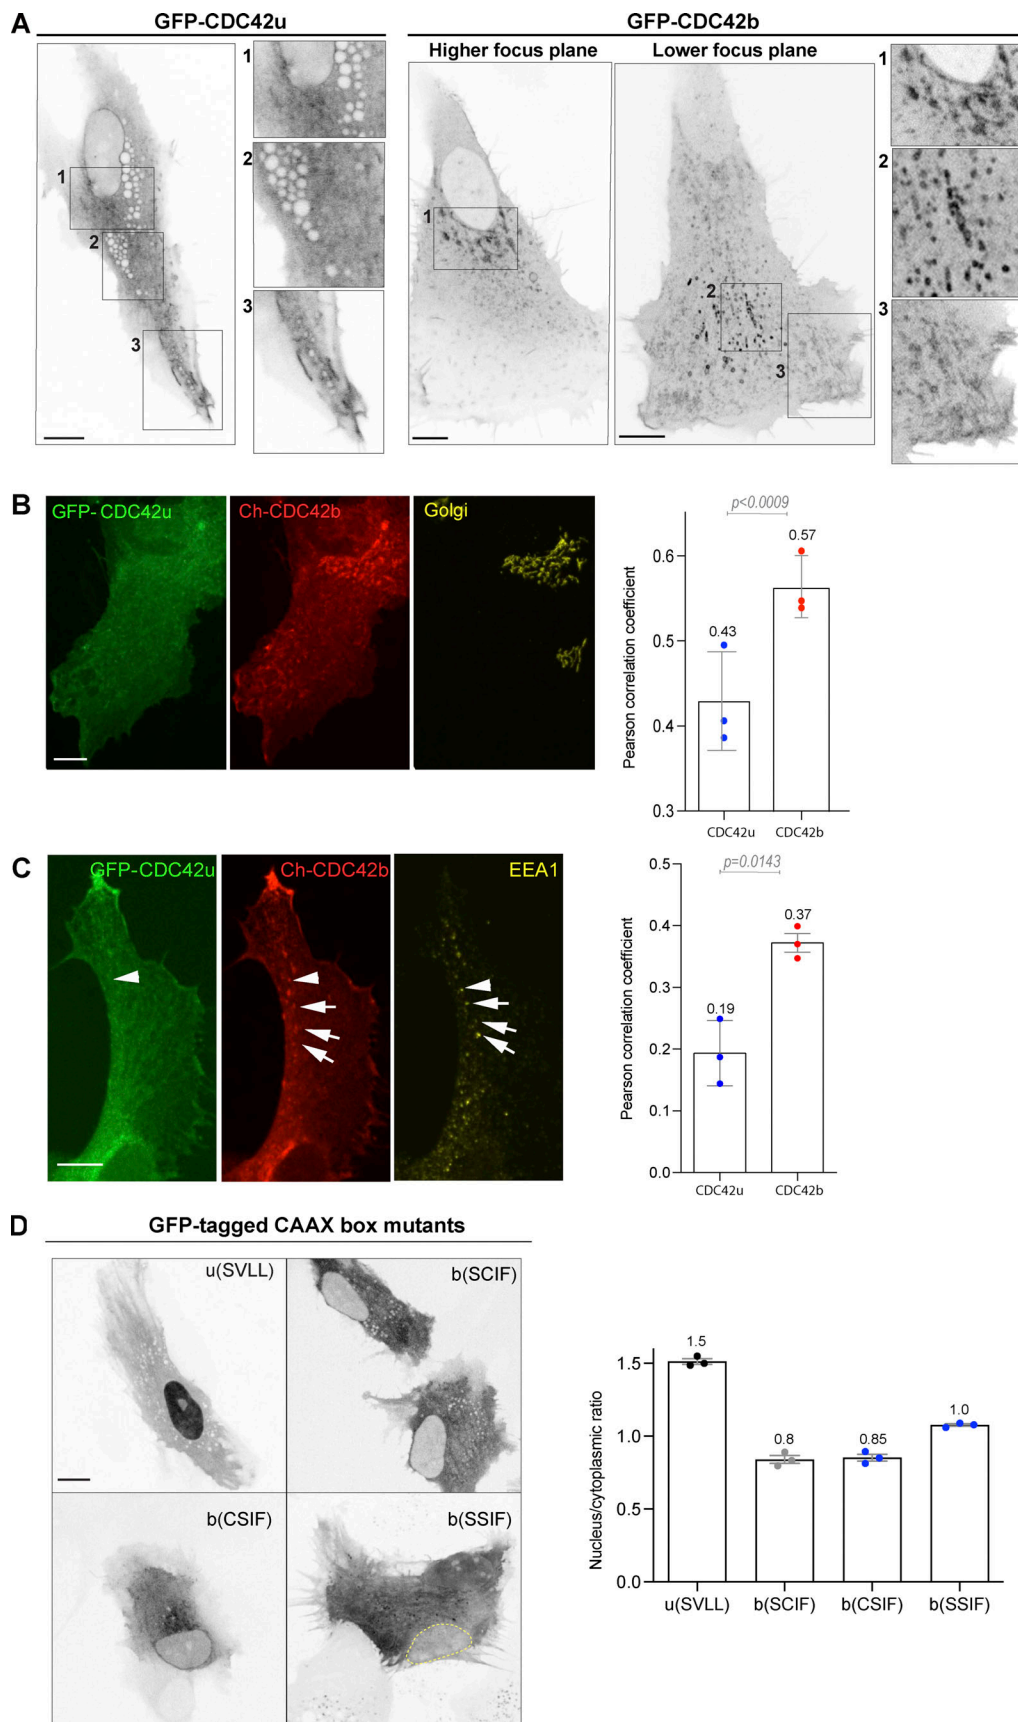 A
GFP-CDC42u
GFP-CDC42b
Higher focus plane
Lower focus plane
1
2
3
1
2
3
1
2
3
1
2
3
B
GFP- CDC42u
Ch-CDC42b
Golgi
p<0.0009
Pearson correlation coefficient
0.6
0.5
0.4
0.3
0.43
0.57
CDC42u
CDC42b
C
GFP-CDC42u
Ch-CDC42b
EEA1
p=0.0143
Pearson correlation coefficient
0.5
0.4
0.3
0.2
0.1
0.0
0.19
0.37
CDC42u
CDC42b
D
GFP-tagged CAAX box mutants
u(SVLL)
b(SCIF)
b(CSIF)
b(SSIF)
Nucleus/cytoplasmic ratio
1.5
1.0
0.5
0.0
1.5
0.8
0.85
1.0
u(SVLL)
b(SCIF)
b(CSIF)
b(SSIF)